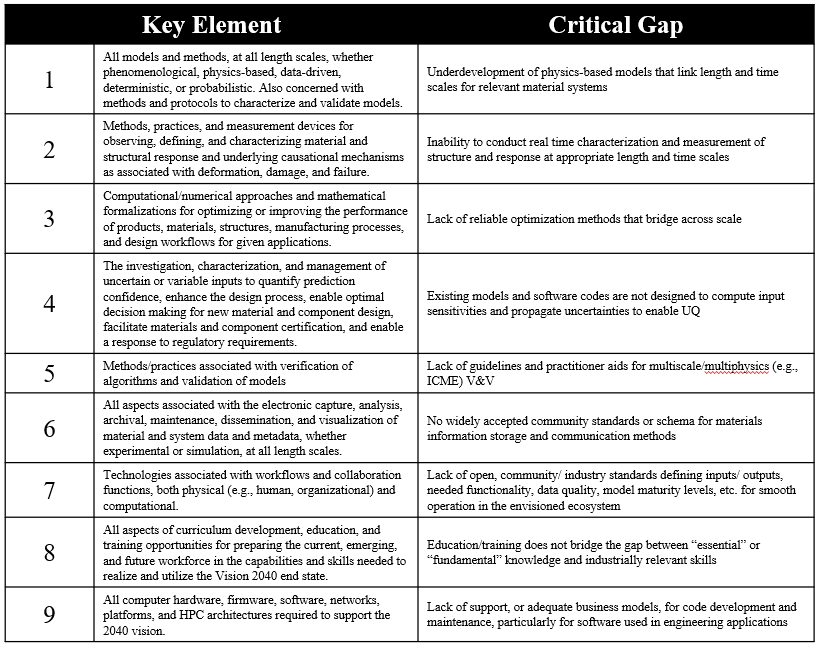 Key Element
Critical Gap
1
All models and methods, at all length scales, whether
phenomenological, physics-based, data-driven,
deterministic, or probabilistic. Also concerned with
methods and protocols to characterize and validate models.
Underdevelopment of physics-based models that link length and time
scales for relevant material systems
2
Methods, practices, and measurement devices for
observing, defining, and characterizing material and
structural response and underlying causational mechanisms
as associated with deformation, damage, and failure.
Inability to conduct real time characterization and measurement of
structure and response at appropriate length and time scales
3
Computational/numerical approaches and mathematical
formalizations for optimizing or improving the performance
of products, materials, structures, manufacturing processes,
and design workflows for given applications.
Lack of reliable optimization methods that bridge across scale
4
The investigation, characterization, and management of
uncertain or variable inputs to quantify prediction
confidence, enhance the design process, enable optimal
decision making for new material and component design,
facilitate materials and component certification, and enable
a response to regulatory requirements.
Existing models and software codes are not designed to compute input
sensitivities and propagate uncertainties to enable UQ
5
Methods/practices associated with verification of
algorithms and validation of models
Lack of guidelines and practitioner aids for multiscale/multiphysics (e.g.,
ICME) V&V
6
All aspects associated with the electronic capture, analysis,
archival, maintenance, dissemination, and visualization of
material and system data and metadata, whether
experimental or simulation, at all length scales.
No widely accepted community standards or schema for materials
information storage and communication methods
7
Technologies associated with workflows and collaboration
functions, both physical (e.g., human, organizational) and
computational.
Lack of open, community/ industry standards defining inputs/ outputs,
needed functionality, data quality, model maturity levels, etc. for smooth
operation in the envisioned ecosystem
8
All aspects of curriculum development, education, and
training opportunities for preparing the current, emerging,
and future workforce in the capabilities and skills needed to
realize and utilize the Vision 2040 end state.
Education/training does not bridge the gap between “essential” or
“fundamental” knowledge and industrially relevant skills
9
All computer hardware, firmware, software, networks,
platforms, and HPC architectures required to support the
2040 vision.
Lack of support, or adequate business models, for code development and
maintenance, particularly for software used in engineering applications